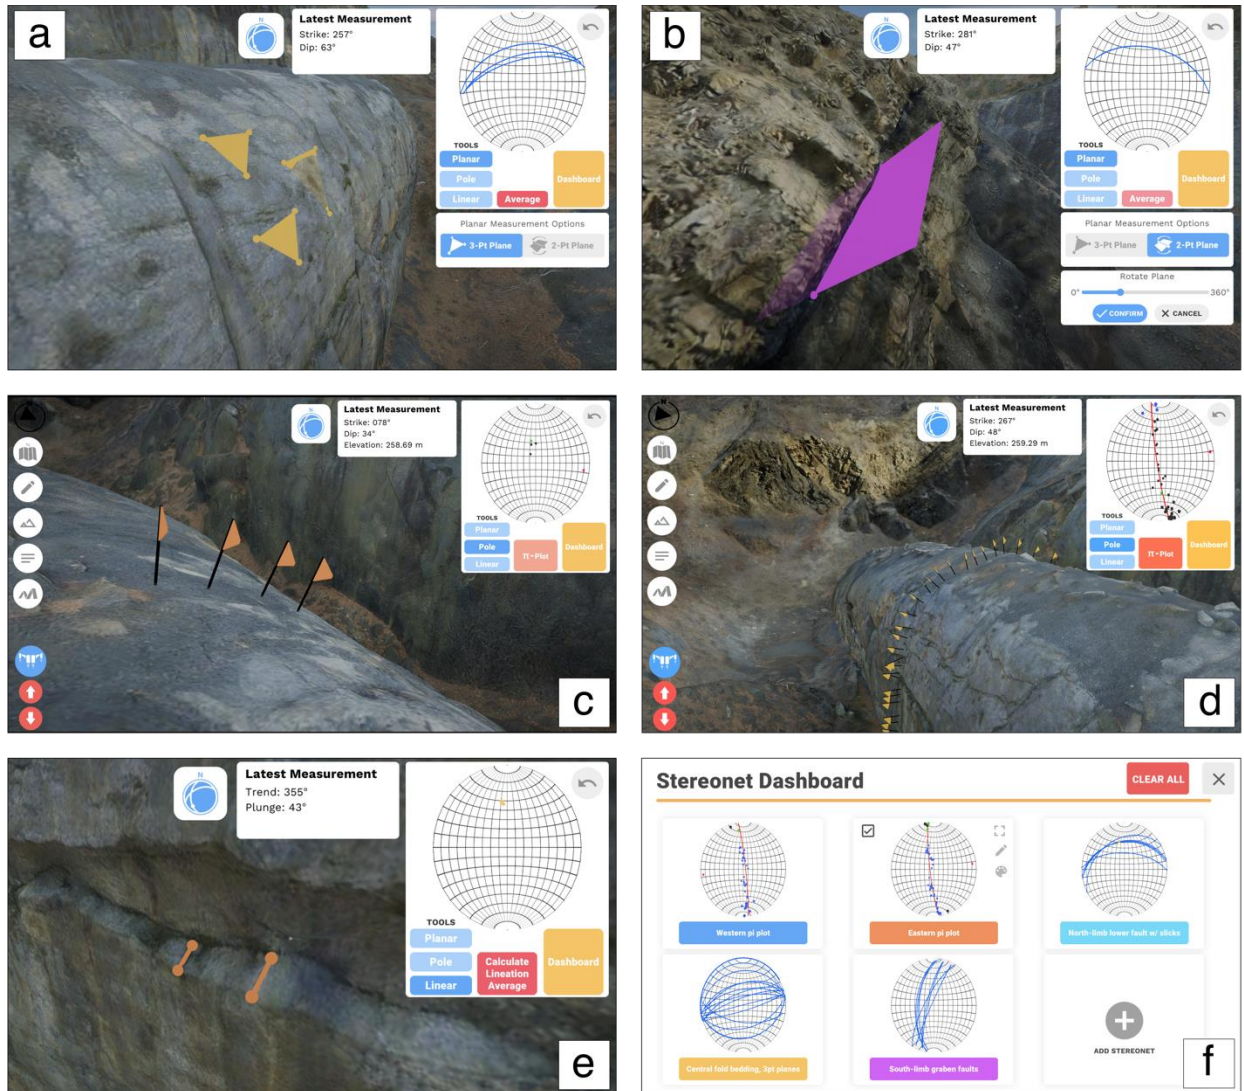 a
N
Latest Measurement
Strike: 257°
Dip: 63°
TOOLS
Planar
Pole
Linear
Average
Dashboard
Planar Measurement Options
3-Pt Plane
2-Pt Plane
b
N
Latest Measurement
Strike: 281°
Dip: 47°
TOOLS
Planar
Pole
Linear
Average
Dashboard
Planar Measurement Options
3-Pt Plane
2-Pt Plane
Rotate Plane
0°
360°
CONFIRM
CANCEL
N
N
Latest Measurement
Strike: 078°
Dip: 34°
Elevation: 258.69 m
TOOLS
Planar
Pole
Linear
π-Plot
Dashboard
c
N
N
Latest Measurement
Strike: 267°
Dip: 48°
Elevation: 259.29 m
TOOLS
Planar
Pole
Linear
π-Plot
Dashboard
d
N
Latest Measurement
Trend: 355°
Plunge: 43°
TOOLS
Planar
Pole
Linear
Calculate
Lineation
Average
Dashboard
e
Stereonet Dashboard
CLEAR ALL
Western pi plot
Eastern pi plot
North-limb lower fault w/ slicks
Central fold bedding, 3pt planes
South-limb graben faults
ADD STEREONET
f